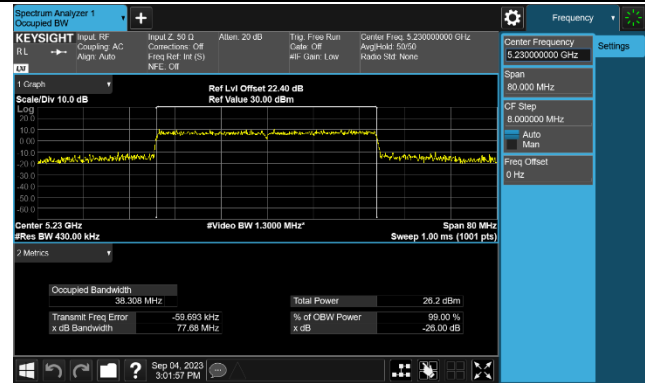 Spectrum Analyzer 1
Occupied BW
+
Frequency
KEYSIGHT
RL
LXI
Input: RF
Coupling: AC
Align: Auto
Input Z: 50 Ω
Corrections: Off
Freq Ref: Int (S)
NFE: Off
Atten: 20 dB
Trig: Free Run
Gate: Off
#IF Gain: Low
Center Freq: 5.230000000 GHz
Avg|Hold: 50/50
Radio Std: None
Center Frequency
5.230000000 GHz
Settings
Span
80.000 MHz
CF Step
8.000000 MHz
Auto
Man
Freq Offset
0 Hz
1 Graph
Scale/Div 10.0 dB
Ref Lvl Offset 22.40 dB
Ref Value 30.00 dBm
Log
20.0
10.0
0.00
-10.0
-20.0
-30.0
-40.0
-50.0
-60.0
Center 5.23 GHz
#Video BW 1.3000 MHz*
Span 80 MHz
#Res BW 430.00 kHz
Sweep 1.00 ms (1001 pts)
2 Metrics
Occupied Bandwidth
38.308 MHz
Total Power 26.2 dBm
Transmit Freq Error -59.693 kHz
% of OBW Power 99.00 %
x dB Bandwidth 77.68 MHz
x dB -26.00 dB
?
Sep 04, 2023
3:01:57 PM